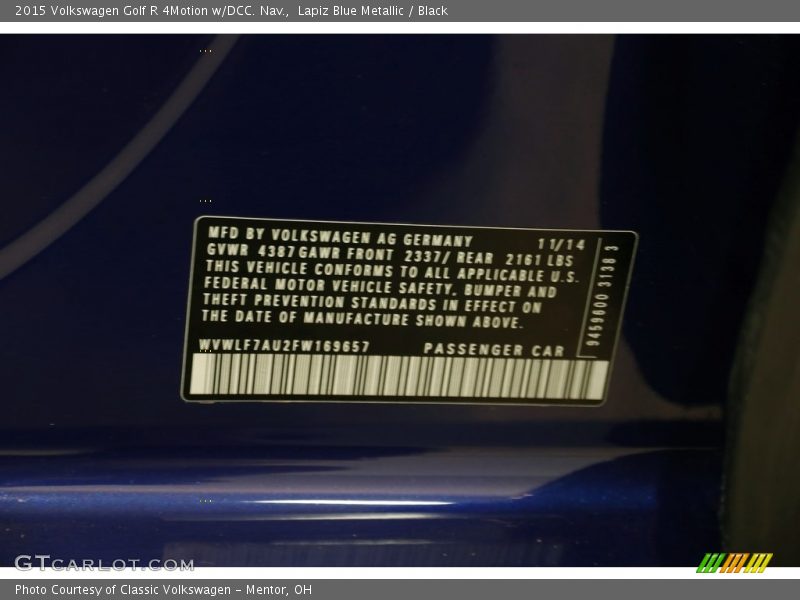 2015 Volkswagen Golf R 4Motion w/DCC. Nav.,  Lapiz Blue Metallic / Black
MFD BY VOLKSWAGEN AG GERMANY 11/14
GVWR 4387GAWR FRONT 2337/ REAR 2161 LBS
THIS VEHICLE CONFORMS TO ALL APPLICABLE U.S.
FEDERAL MOTOR VEHICLE SAFETY, BUMPER AND
THEFT PREVENTION STANDARDS IN EFFECT ON
THE DATE OF MANUFACTURE SHOWN ABOVE.
WVWLF7AU2FW169657 PASSENGER CAR
9459600 3138 3
GTCARLOT.COM
Photo Courtesy of Classic Volkswagen - Mentor, OH